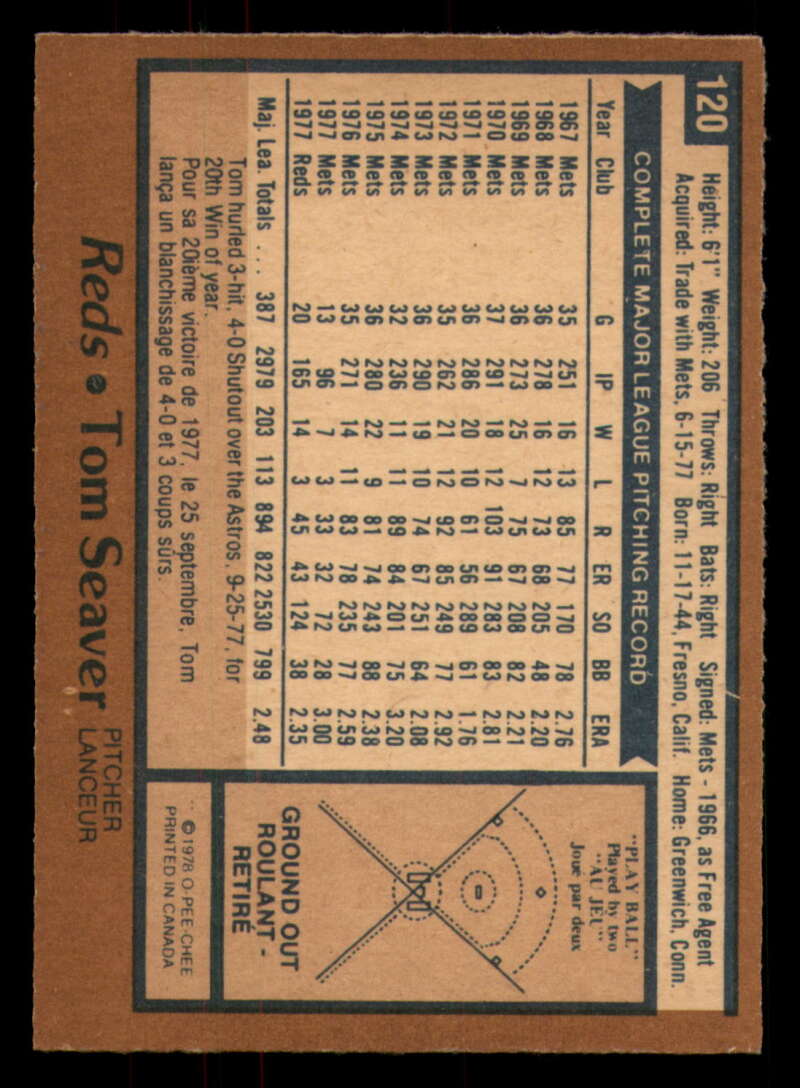 120
Height: 6'1" Weight: 206 Throws: Right Bats: Right Signed: Mets - 1966, as Free Agent
Acquired: Trade with Mets, 6-15-77 Born: 11-17-44, Fresno, Calif. Home: Greenwich, Conn.
COMPLETE MAJOR LEAGUE PITCHING RECORD
Year Club G IP W L R ER SO BB ERA
1967 Mets 35 251 16 13 85 77 170 78 2.76
1968 Mets 36 278 16 12 73 68 205 48 2.20
1969 Mets 36 273 25 7 75 67 208 82 2.21
1970 Mets 37 291 18 12 103 91 283 83 2.81
1971 Mets 36 286 20 10 61 56 289 61 1.76
1972 Mets 35 262 21 12 92 85 249 77 2.92
1973 Mets 36 290 19 10 74 67 251 64 2.08
1974 Mets 32 236 11 11 89 84 201 75 3.20
1975 Mets 36 280 22 9 81 74 243 88 2.38
1976 Mets 35 271 14 11 83 78 235 77 2.59
1977 Mets 13 96 7 3 33 32 72 28 3.00
1977 Reds 20 165 14 3 45 43 124 38 2.35
Maj. Lea. Totals ... 387 2979 203 113 894 822 2530 799 2.48
Tom hurled 3-hit, 4-0 Shutout over the Astros, 9-25-77, for
20th Win of year.
Pour sa 20ième victoire de 1977, le 25 septembre, Tom
lança un blanchissage de 4-0 et 3 coups sûrs.
"PLAY BALL"
Played by two
"AU JEU"
Joué par deux
GROUND OUT
ROULANT -
RETIRÉ
Reds • Tom Seaver
PITCHER
LANCEUR
** © 1978 O-PEE-CHEE
PRINTED IN CANADA